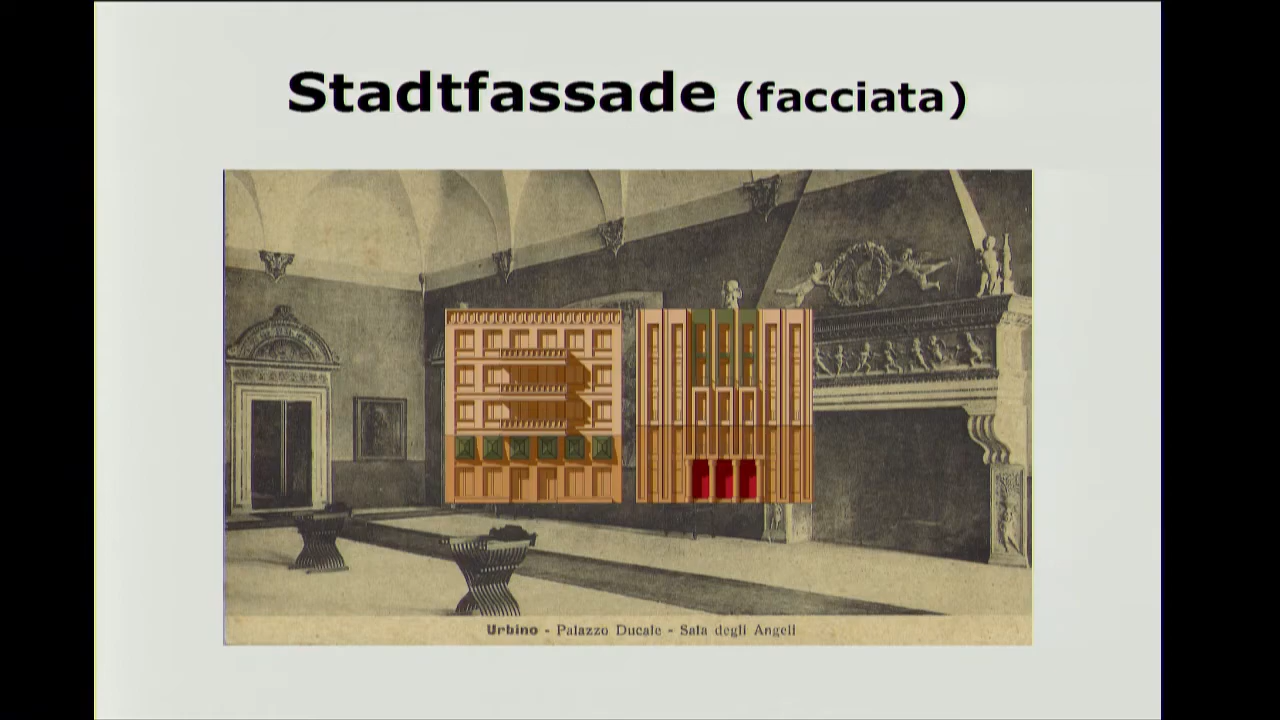 Stadtfassade (facciata)
Urbino - Palazzo Ducale - Sala degli Angeli